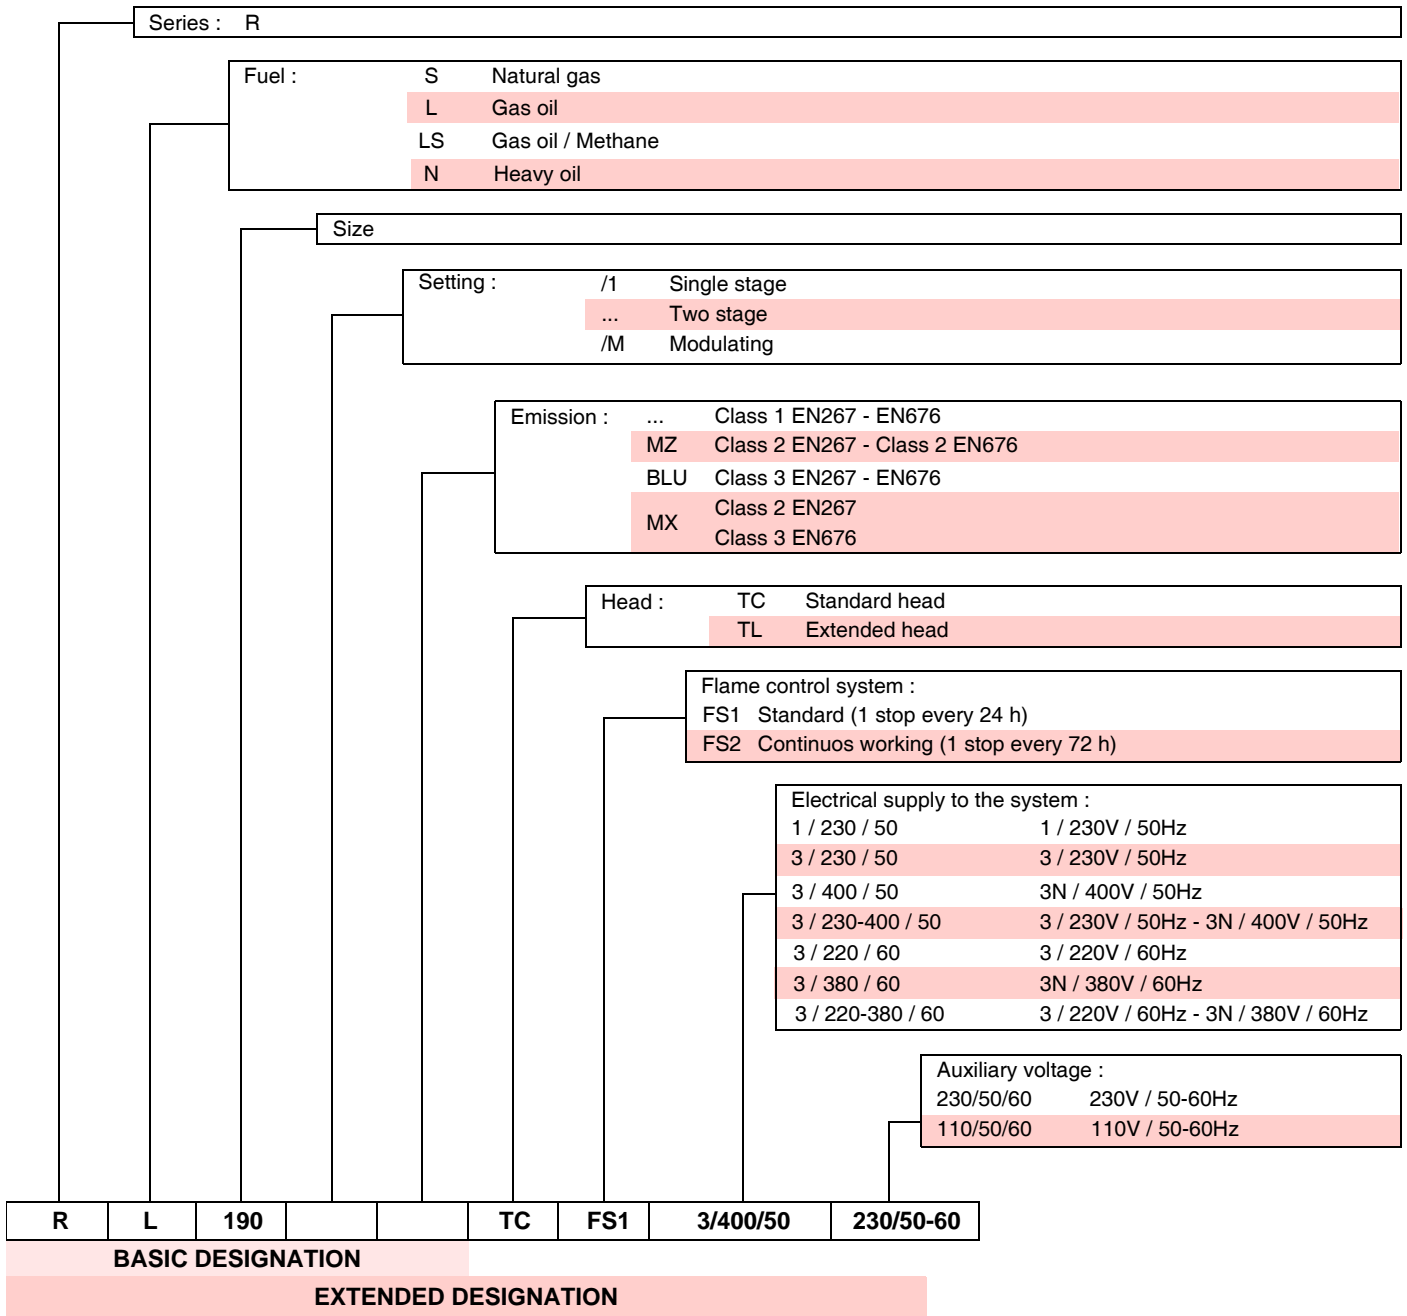 Series : R
Fuel : S Natural gas
L Gas oil
LS Gas oil / Methane
N Heavy oil
Size
Setting : /1 Single stage
... Two stage
/M Modulating
Emission : ... Class 1 EN267 - EN676
MZ Class 2 EN267 - Class 2 EN676
BLU Class 3 EN267 - EN676
MX Class 2 EN267
Class 3 EN676
Head : TC Standard head
TL Extended head
Flame control system :
FS1 Standard (1 stop every 24 h)
FS2 Continuos working (1 stop every 72 h)
Electrical supply to the system :
1 / 230 / 50 1 / 230V / 50Hz
3 / 230 / 50 3 / 230V / 50Hz
3 / 400 / 50 3N / 400V / 50Hz
3 / 230-400 / 50 3 / 230V / 50Hz - 3N / 400V / 50Hz
3 / 220 / 60 3 / 220V / 60Hz
3 / 380 / 60 3N / 380V / 60Hz
3 / 220-380 / 60 3 / 220V / 60Hz - 3N / 380V / 60Hz
Auxiliary voltage :
230/50/60 230V / 50-60Hz
110/50/60 110V / 50-60Hz
R L 190 TC FS1 3/400/50 230/50-60
BASIC DESIGNATION
EXTENDED DESIGNATION